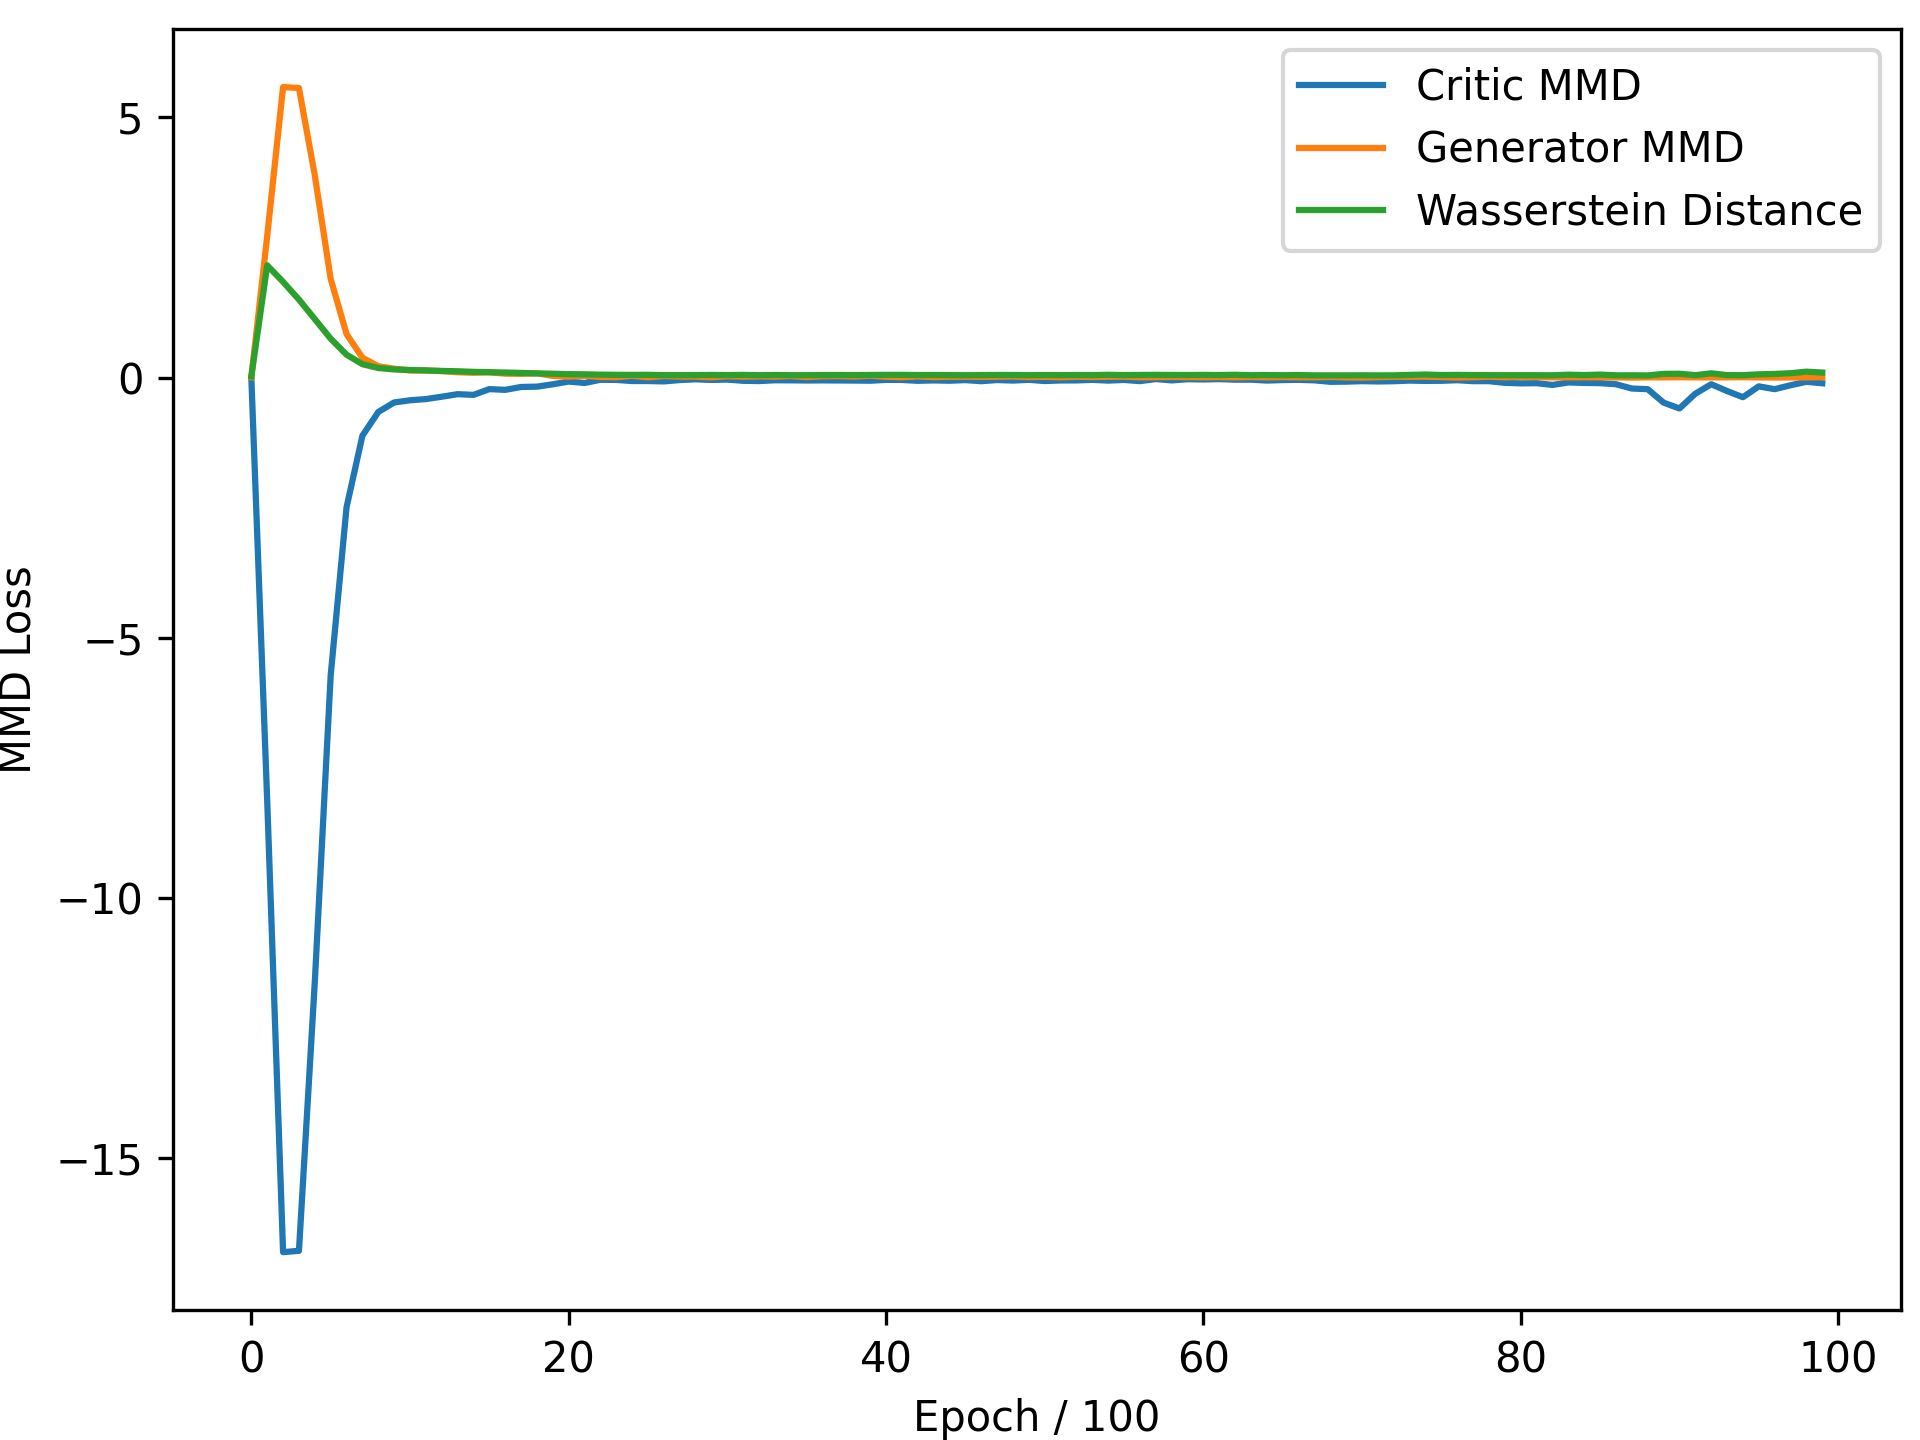 Critic MMD
Generator MMD
Wasserstein Distance
5
0
−5
−10
−15
MMD Loss
0 20 40 60 80 100
Epoch / 100